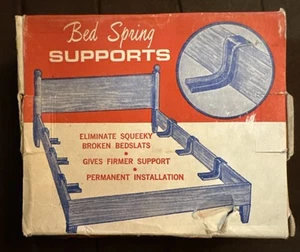 Bed Spring
SUPPORTS
ELIMINATE SQUEEKY
BROKEN BEDSLATS
•
GIVES FIRMER SUPPORT
•
PERMANENT INSTALLATION